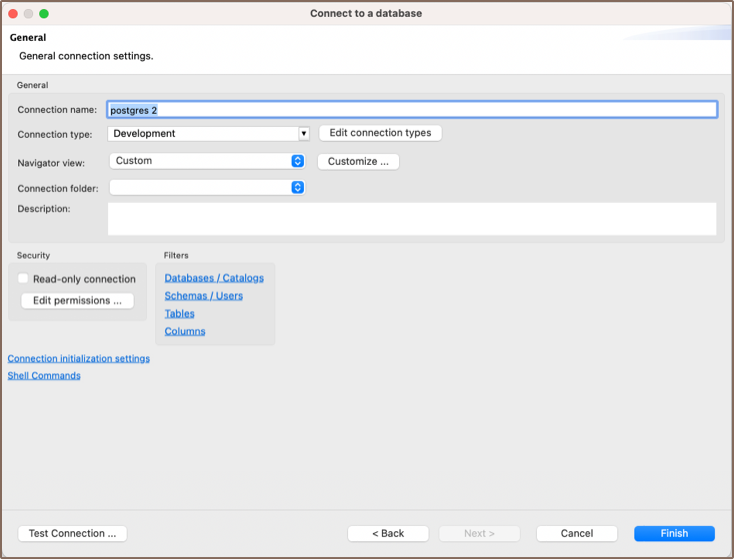 Connect to a database
General
General connection settings.
General
Connection name: postgres 2
Connection type: Development Edit connection types
Navigator view: Custom Customize ...
Connection folder:
Description:
Security Filters
Read-only connection Databases / Catalogs
Edit permissions ... Schemas / Users
Tables
Columns
Connection initialization settings
Shell Commands
Test Connection ... < Back Next > Cancel Finish